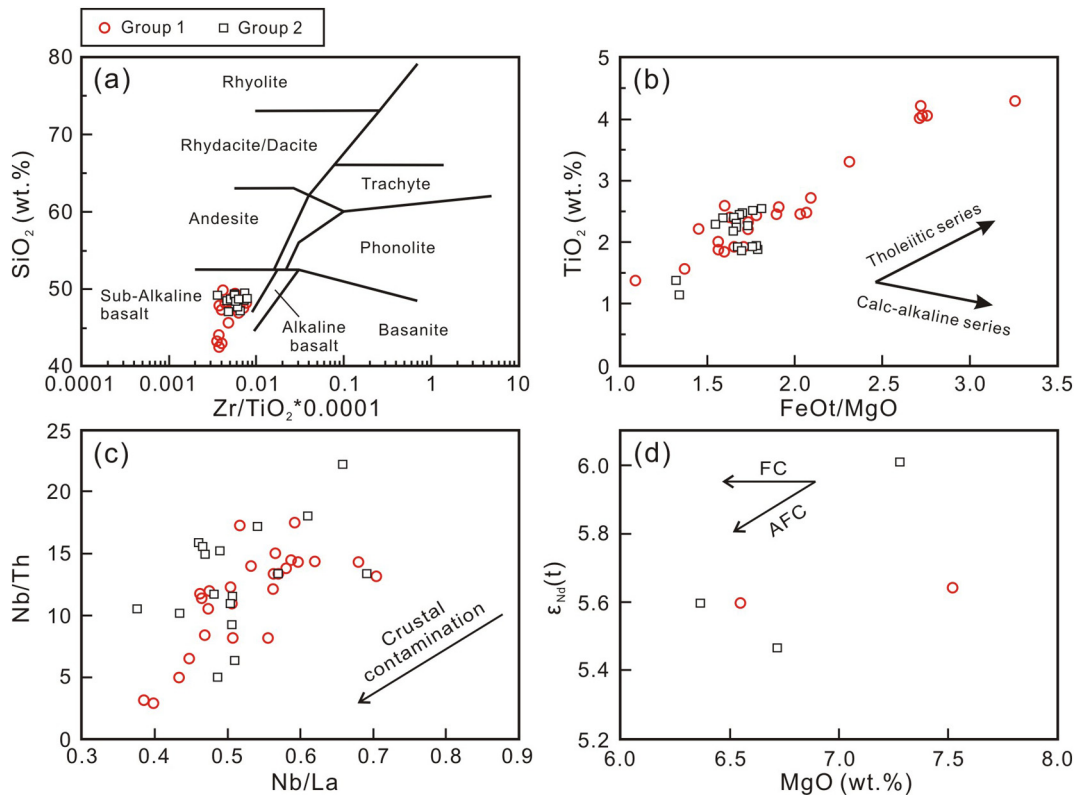 Group 1 Group 2
(a)
80
70
60
50
40
SiO₂ (wt.%)
Rhyolite
Rhydacite/Dacite
Trachyte
Andesite
Phonolite
Sub-Alkaline
basalt
Alkaline
basalt
Basanite
0.0001 0.001 0.01 0.1 1 10
Zr/TiO₂*0.0001
(b)
6
5
4
3
2
1
0
TiO₂ (wt.%)
Tholeiitic series
Calc-alkaline series
1.0 1.5 2.0 2.5 3.0 3.5
FeOt/MgO
(c)
25
20
15
10
5
0
Nb/Th
Crustal
contamination
0.3 0.4 0.5 0.6 0.7 0.8 0.9
Nb/La
(d)
6.0
5.8
5.6
5.4
5.2
εNd(t)
FC
AFC
6.0 6.5 7.0 7.5 8.0
MgO (wt.%)